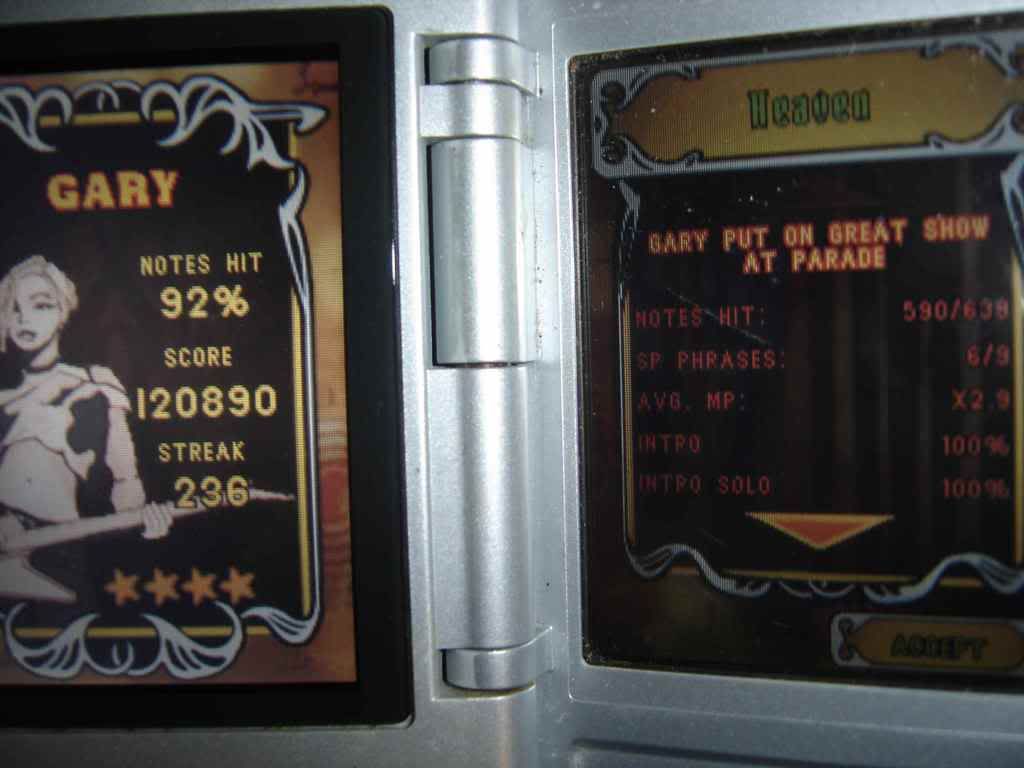 GARY
NOTES HIT
92%
SCORE
120890
STREAK
236
Heaven
GARY PUT ON GREAT SHOW
AT PARADE
NOTES HIT: 590/639
SP PHRASES: 6/9
AVG. MP: X2.9
INTRO 100%
INTRO SOLO 100%
ACCEPT